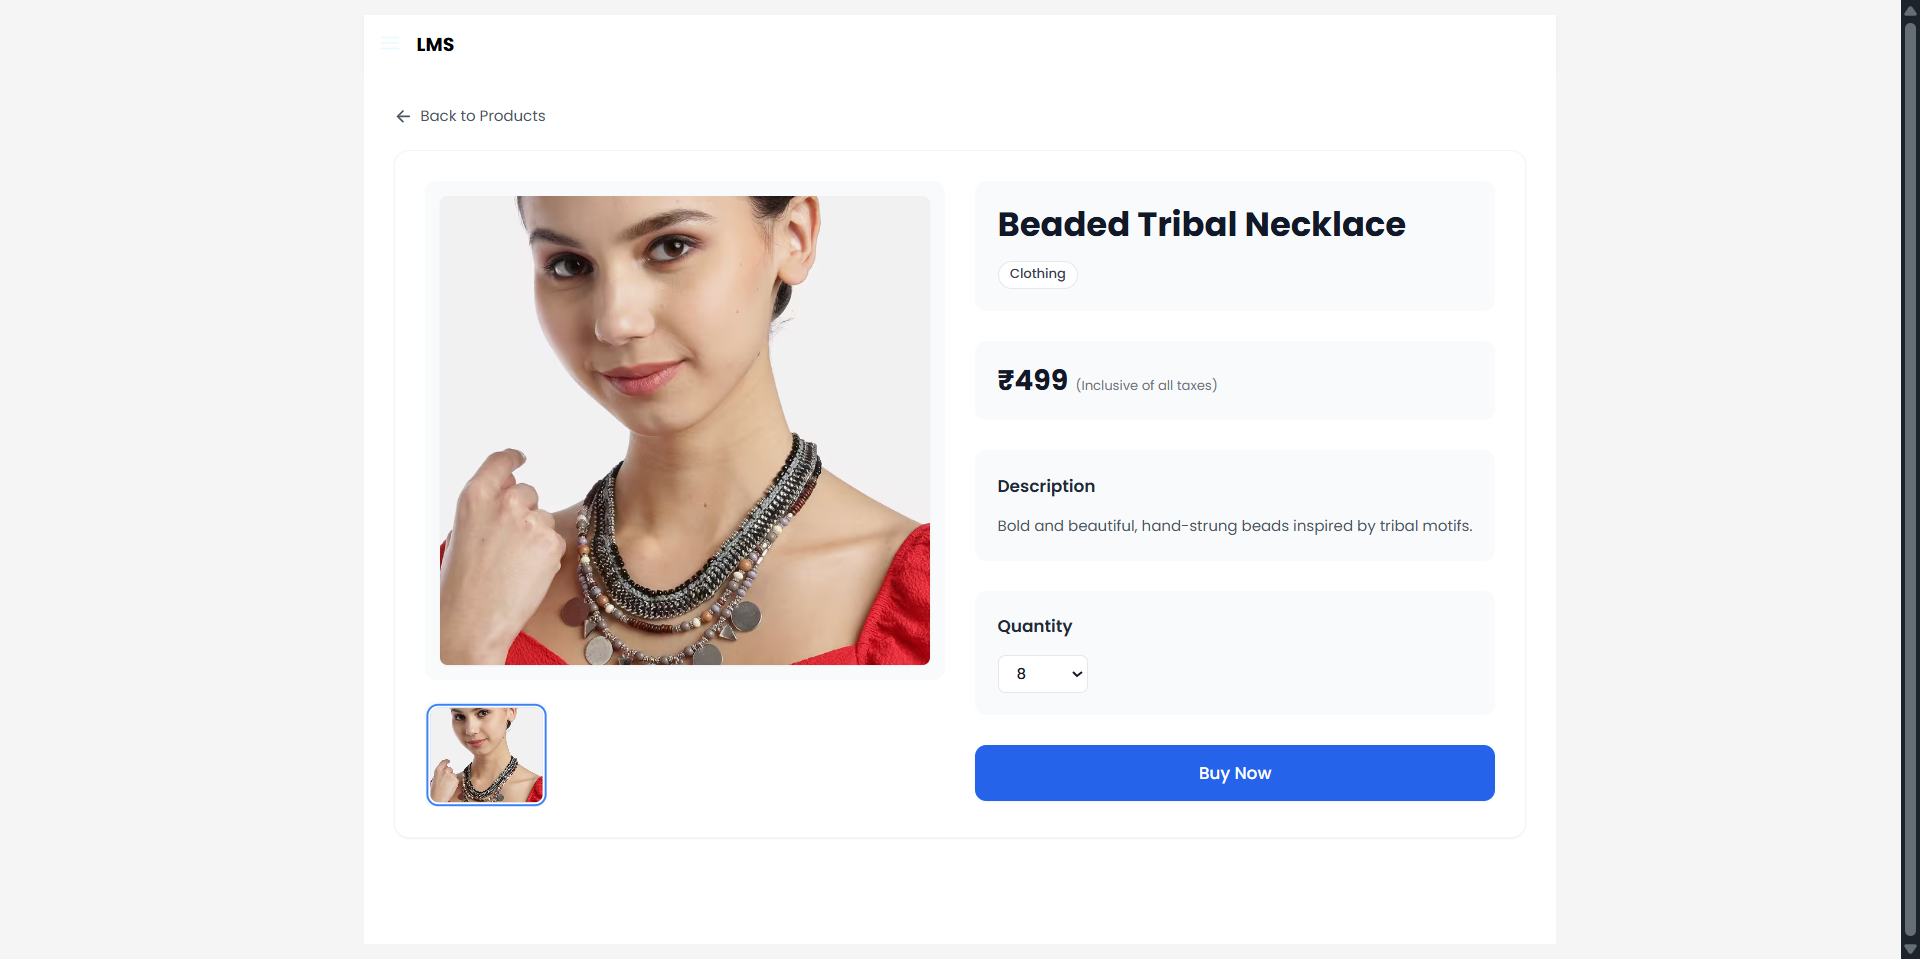 LMS
Back to Products
Beaded Tribal Necklace
Clothing
₹499 (Inclusive of all taxes)
Description
Bold and beautiful, hand-strung beads inspired by tribal motifs.
Quantity
8
Buy Now